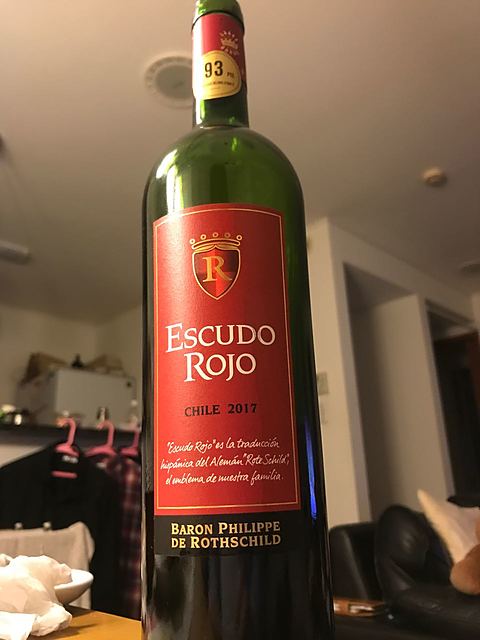 93
R
ESCUDO
ROJO
CHILE 2017
"Escudo Rojo" es la traducción
hispánica del Alemán "Rote Schild",
el emblema de nuestra familia.
BARON PHILIPPE
DE ROTHSCHILD